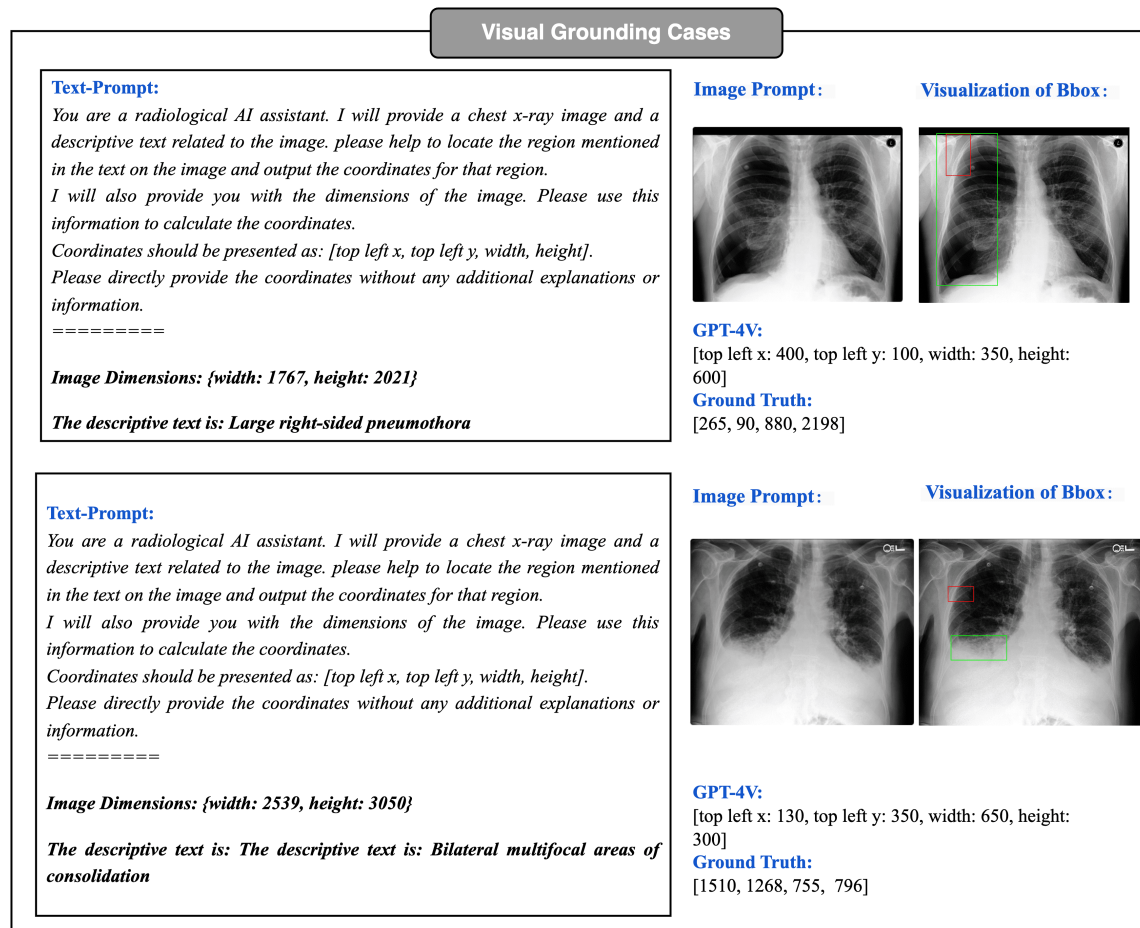 Visual Grounding Cases
Text-Prompt:
You are a radiological AI assistant. I will provide a chest x-ray image and a
descriptive text related to the image. please help to locate the region mentioned
in the text on the image and output the coordinates for that region.
I will also provide you with the dimensions of the image. Please use this
information to calculate the coordinates.
Coordinates should be presented as: [top left x, top left y, width, height].
Please directly provide the coordinates without any additional explanations or
information.
=========
Image Dimensions: {width: 1767, height: 2021}
The descriptive text is: Large right-sided pneumothora
Image Prompt:
Visualization of Bbox:
GPT-4V:
[top left x: 400, top left y: 100, width: 350, height:
600]
Ground Truth:
[265, 90, 880, 2198]
Text-Prompt:
You are a radiological AI assistant. I will provide a chest x-ray image and a
descriptive text related to the image. please help to locate the region mentioned
in the text on the image and output the coordinates for that region.
I will also provide you with the dimensions of the image. Please use this
information to calculate the coordinates.
Coordinates should be presented as: [top left x, top left y, width, height].
Please directly provide the coordinates without any additional explanations or
information.
=========
Image Dimensions: {width: 2539, height: 3050}
The descriptive text is: The descriptive text is: Bilateral multifocal areas of
consolidation
Image Prompt:
Visualization of Bbox:
GPT-4V:
[top left x: 130, top left y: 350, width: 650, height:
300]
Ground Truth:
[1510, 1268, 755, 796]